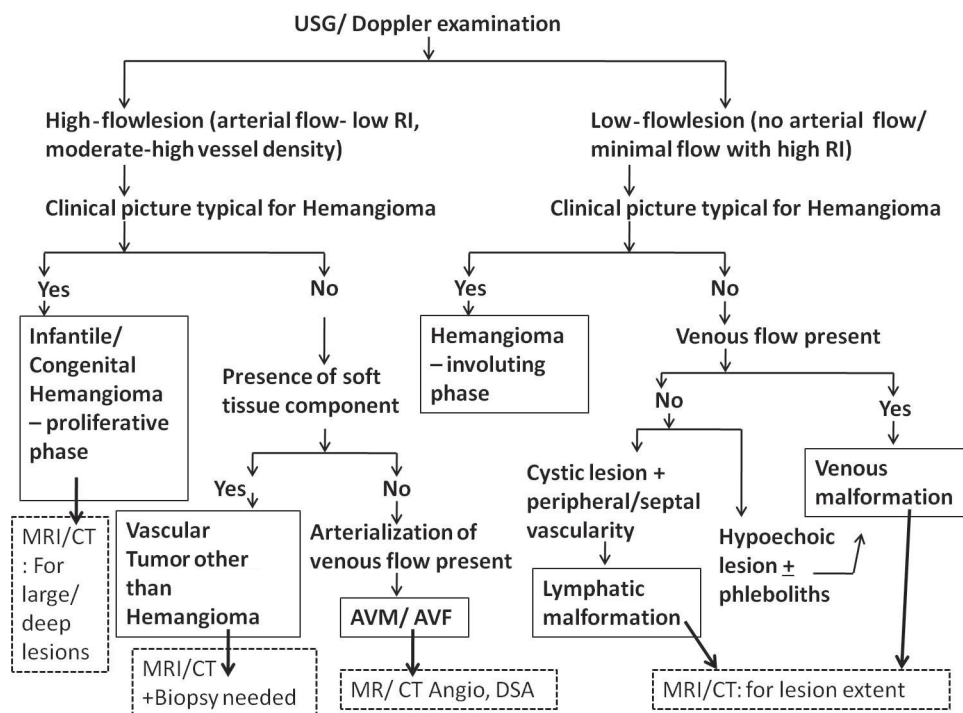 USG/ Doppler examination
High-flowlesion (arterial flow- low RI,
moderate-high vessel density)
Clinical picture typical for Hemangioma
Yes
No
Infantile/
Congenital
Hemangioma
– proliferative
phase
MRI/CT
: For
large/
deep
lesions
Presence of soft
tissue component
Yes
No
Vascular
Tumor other
than
Hemangioma
MRI/CT
+Biopsy needed
Arterialization of
venous flow present
AVM/ AVF
MR/ CT Angio, DSA
Low-flowlesion (no arterial flow/
minimal flow with high RI)
Clinical picture typical for Hemangioma
Yes
No
Hemangioma
– involuting
phase
Venous flow present
No
Yes
Cystic lesion +
peripheral/septal
vascularity
Lymphatic
malformation
Hypoechoic
lesion ±
phleboliths
Venous
malformation
MRI/CT: for lesion extent